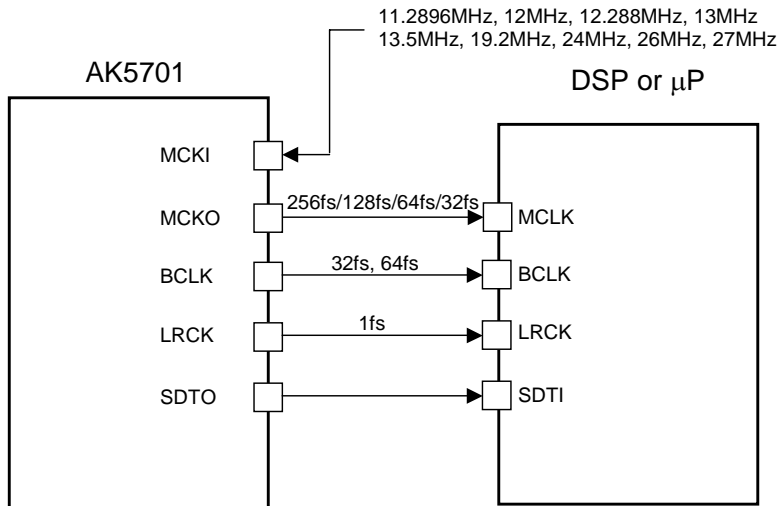 11.2896MHz, 12MHz, 12.288MHz, 13MHz
13.5MHz, 19.2MHz, 24MHz, 26MHz, 27MHz
AK5701
DSP or μP
MCKI
MCKO
256fs/128fs/64fs/32fs
MCLK
BCLK
32fs, 64fs
BCLK
LRCK
1fs
LRCK
SDTO
SDTI